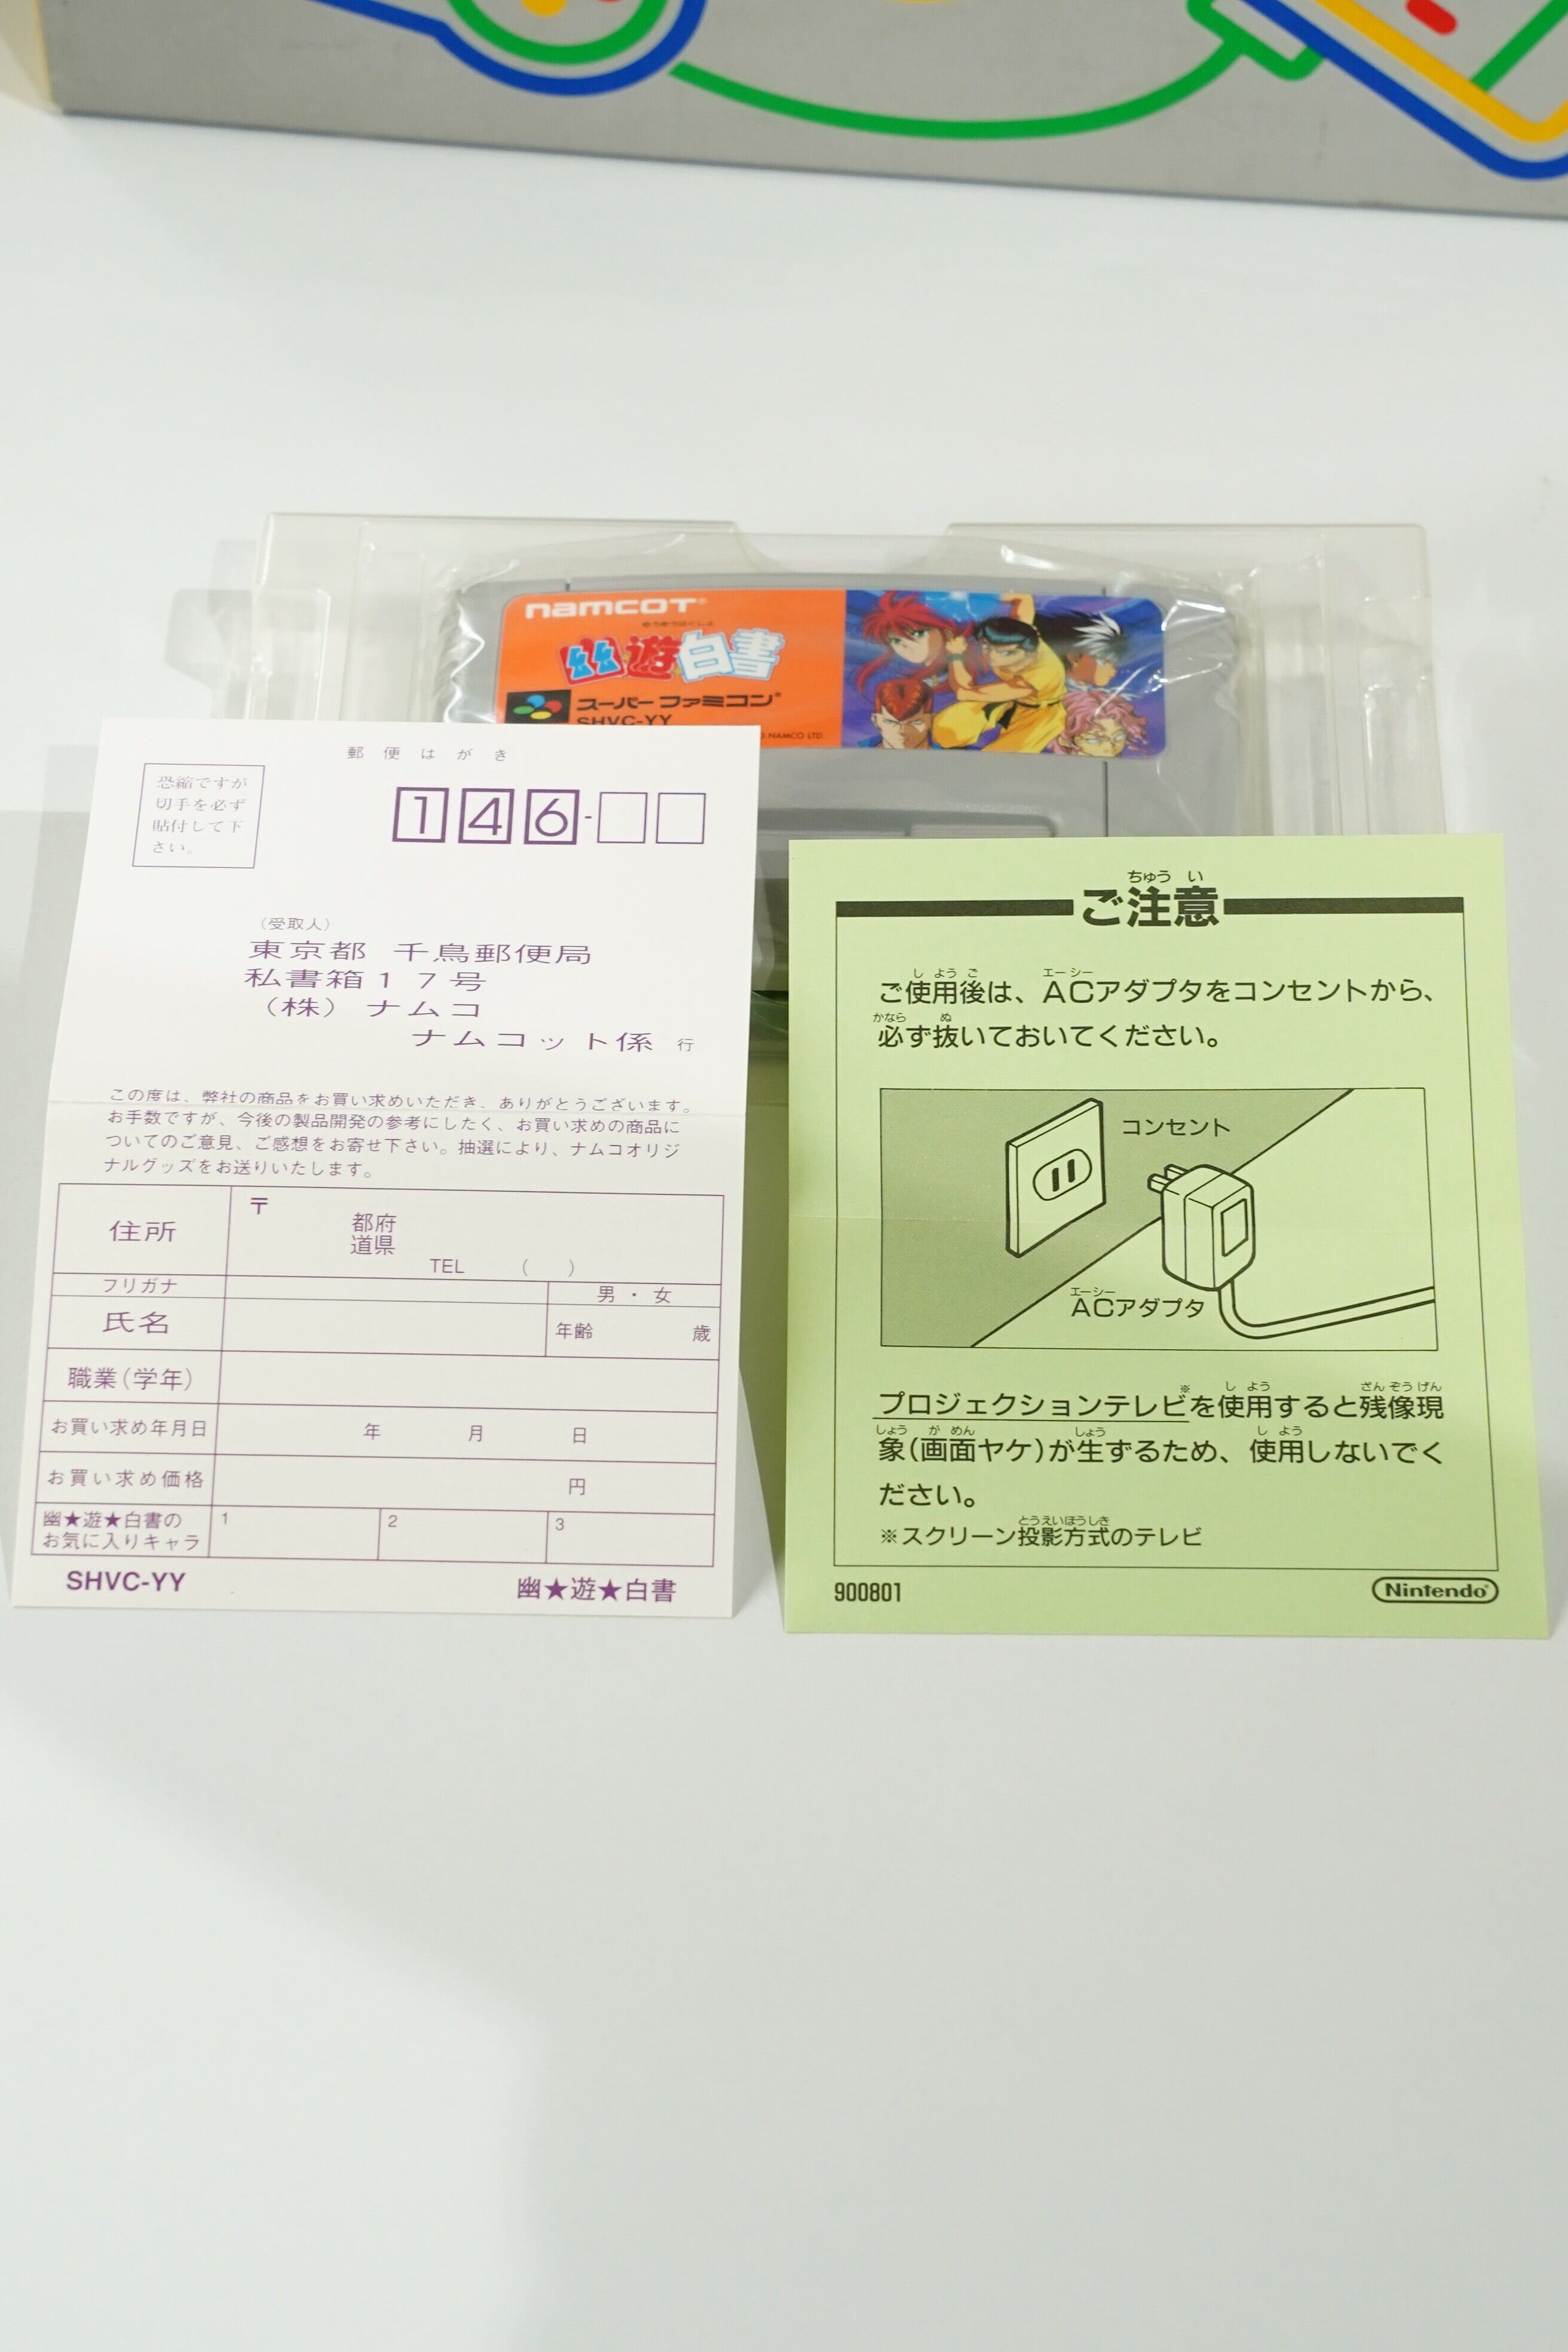 namcot
ゆうゆうはくしょ
幽遊白書
スーパーファミコン
SHVC-YY
NAMCO LTD.
郵便はがき
恐縮ですが
切手を必ず
貼付して下
さい。
146-
（受取人）
東京都 千鳥郵便局
私書箱17号
（株）ナムコ
ナムコット係 行
この度は、弊社の商品をお買い求めいただき、ありがとうございます。
お手数ですが、今後の製品開発の参考にしたく、お買い求めの商品に
ついてのご意見、ご感想をお寄せ下さい。抽選により、ナムコオリジ
ナルグッズをお送りいたします。
住所 〒 都府
道県
TEL （ ）
フリガナ 男・女
氏名 年齢 歳
職業(学年)
お買い求め年月日 年 月 日
お買い求め価格 円
幽★遊★白書の 1 2 3
お気に入りキャラ
SHVC-YY 幽★遊★白書
ちゅう い
ご注意
し よう ご エーシー
ご使用後は、ACアダプタをコンセントから、
かなら ぬ
必ず抜いておいてください。
コンセント
エーシー
ACアダプタ
※ し よう ざん ぞう げん
プロジェクションテレビを使用すると残像現
しょう が めん しょう し よう
象(画面ヤケ)が生ずるため、使用しないでく
ださい。
とうえいほうしき
※スクリーン投影方式のテレビ
900801 Nintendo